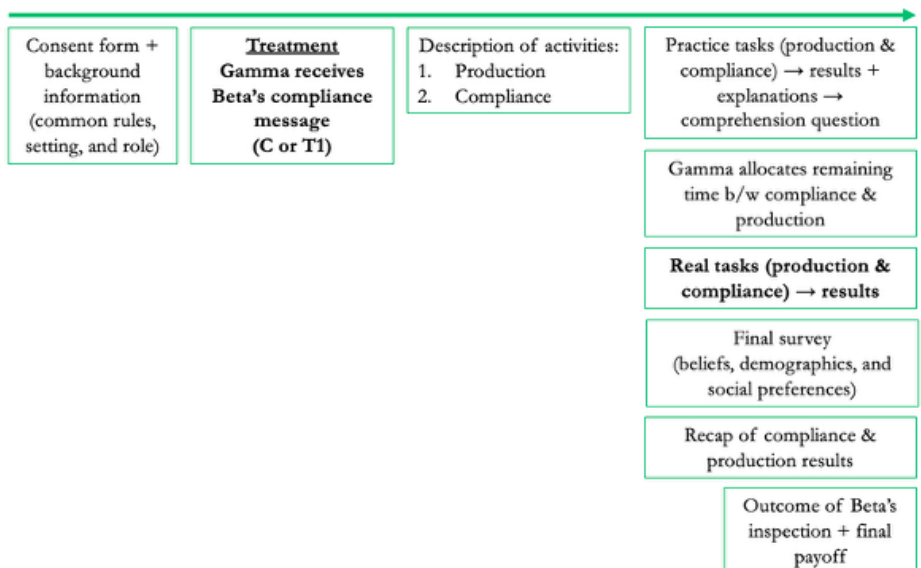 Consent form +
background
information
(common rules,
setting, and role)
Treatment
Gamma receives
Beta's compliance
message
(C or T1)
Description of activities:
1. Production
2. Compliance
Practice tasks (production &
compliance) → results +
explanations →
comprehension question
Gamma allocates remaining
time b/w compliance &
production
Real tasks (production &
compliance) → results
Final survey
(beliefs, demographics, and
social preferences)
Recap of compliance &
production results
Outcome of Beta's
inspection + final
payoff